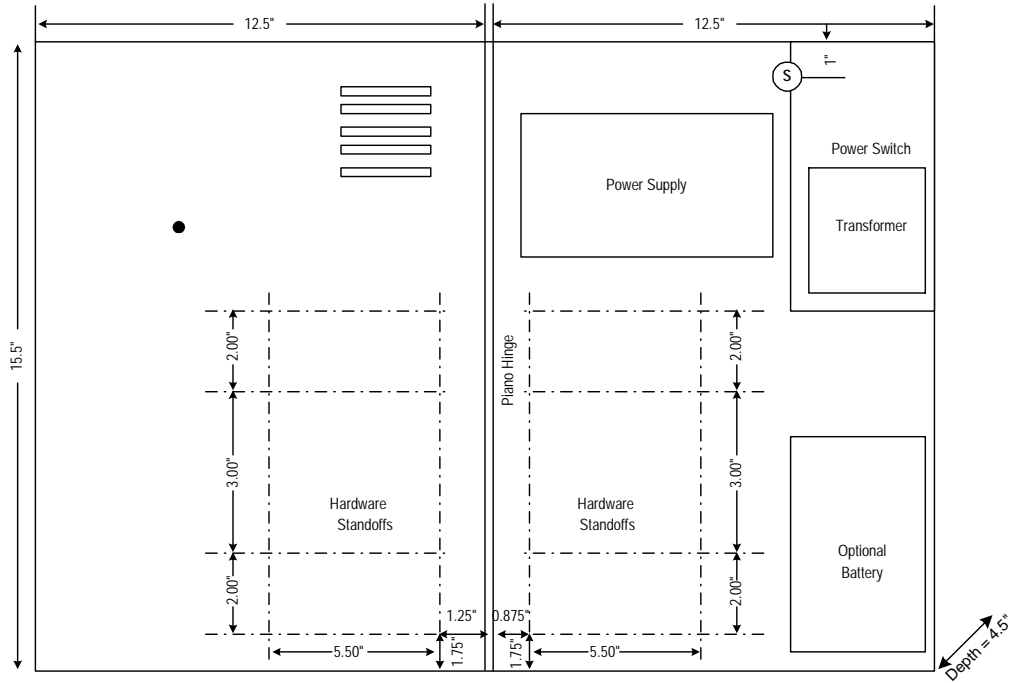 12.5"
12.5"
1"
S
Power Switch
Power Supply
Transformer
15.5"
2.00"
2.00"
Piano Hinge
3.00"
3.00"
Hardware
Standoffs
Hardware
Standoffs
Optional
Battery
2.00"
2.00"
1.25"
0.875"
5.50"
1.75"
1.75"
5.50"
Depth = 4.5"